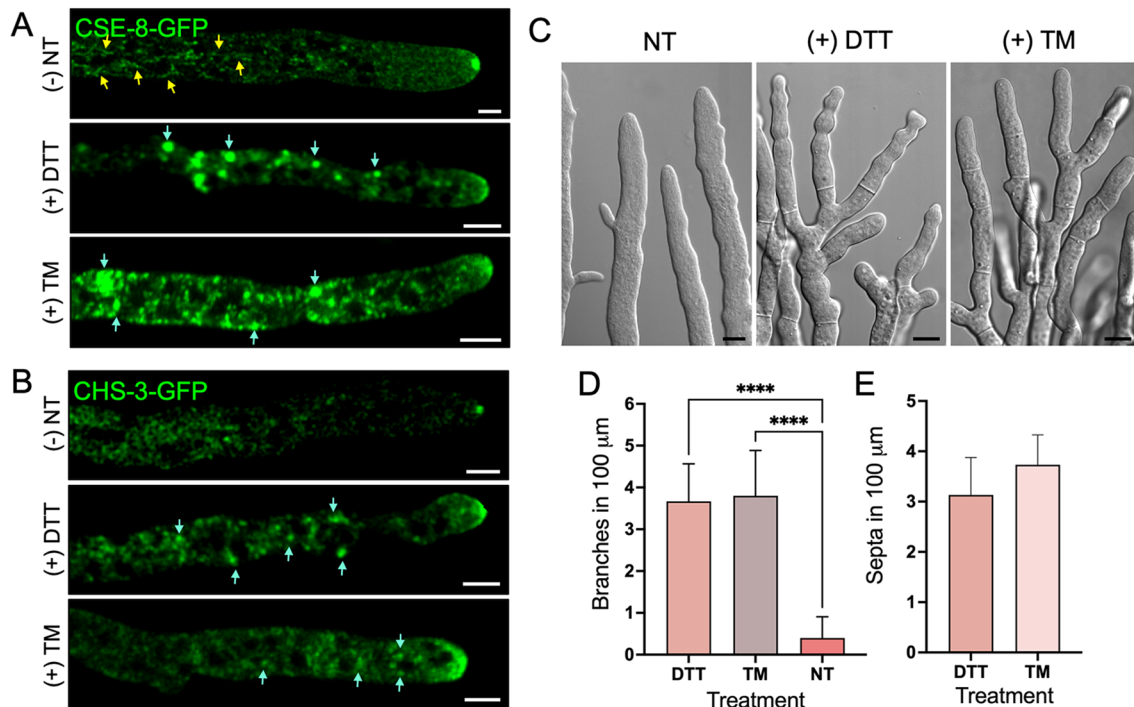 A
CSE-8-GFP
(-) NT
(+) DTT
(+) TM
B
CHS-3-GFP
(-) NT
(+) DTT
(+) TM
C
NT
(+) DTT
(+) TM
D
Branches in 100 μm
6
5
4
3
2
1
0
****
****
DTT
TM
NT
Treatment
E
Septa in 100 μm
5
4
3
2
1
0
DTT
TM
Treatment